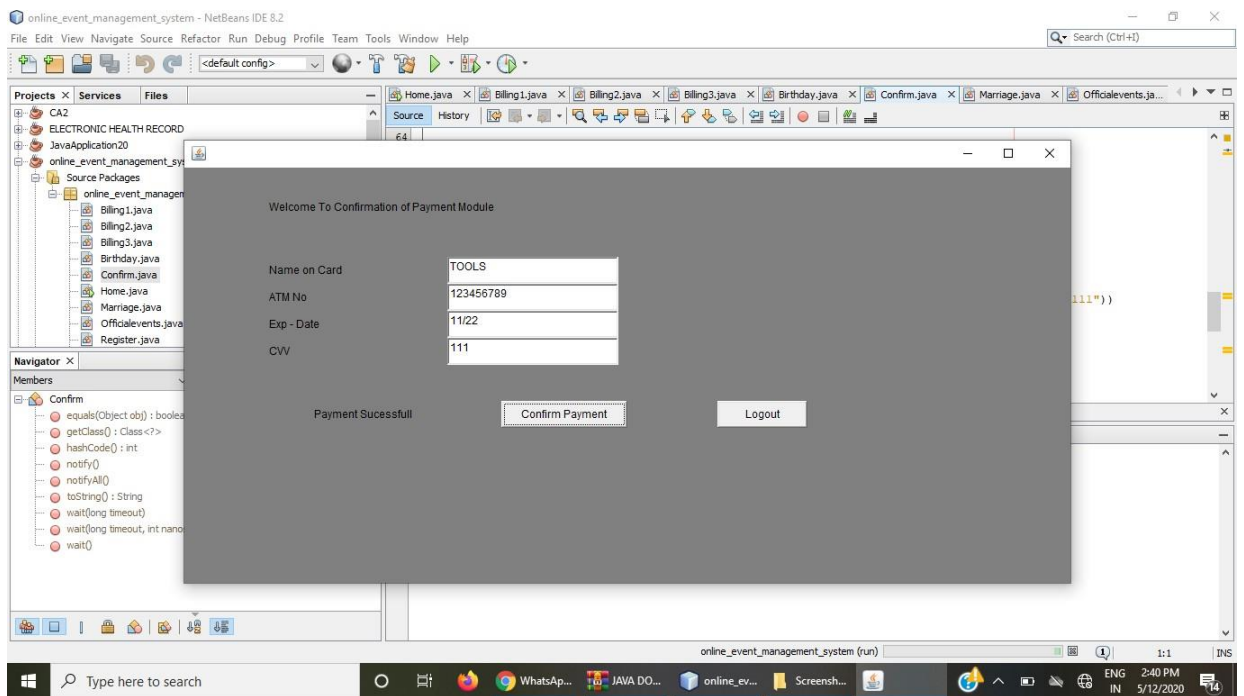 online_event_management_system - NetBeans IDE 8.2
File Edit View Navigate Source Refactor Run Debug Profile Team Tools Window Help
Search (Ctrl+I)
<default config>
Projects Services Files
Home.java Billing1.java Billing2.java Billing3.java Birthday.java Confirm.java Marriage.java Officialevents.ja...
Source History
64
CA2
ELECTRONIC HEALTH RECORD
JavaApplication20
online_event_management_sy
Source Packages
online_event_managem
Billing1.java
Billing2.java
Billing3.java
Birthday.java
Confirm.java
Home.java
Marriage.java
Officialevents.java
Register.java
Welcome To Confirmation of Payment Module
Name on Card TOOLS
ATM No 123456789
Exp - Date 11/22
CVV 111
Payment Sucessfull Confirm Payment Logout
111"))
Navigator
Members
Confirm
equals(Object obj) : boolea
getClass() : Class<?>
hashCode() : int
notify()
notifyAll()
toString() : String
wait(long timeout)
wait(long timeout, int nano
wait()
online_event_management_system (run) 1 1:1 INS
Type here to search
WhatsAp... JAVA DO... online_ev... Screensh...
ENG 2:40 PM
IN 5/12/2020
14